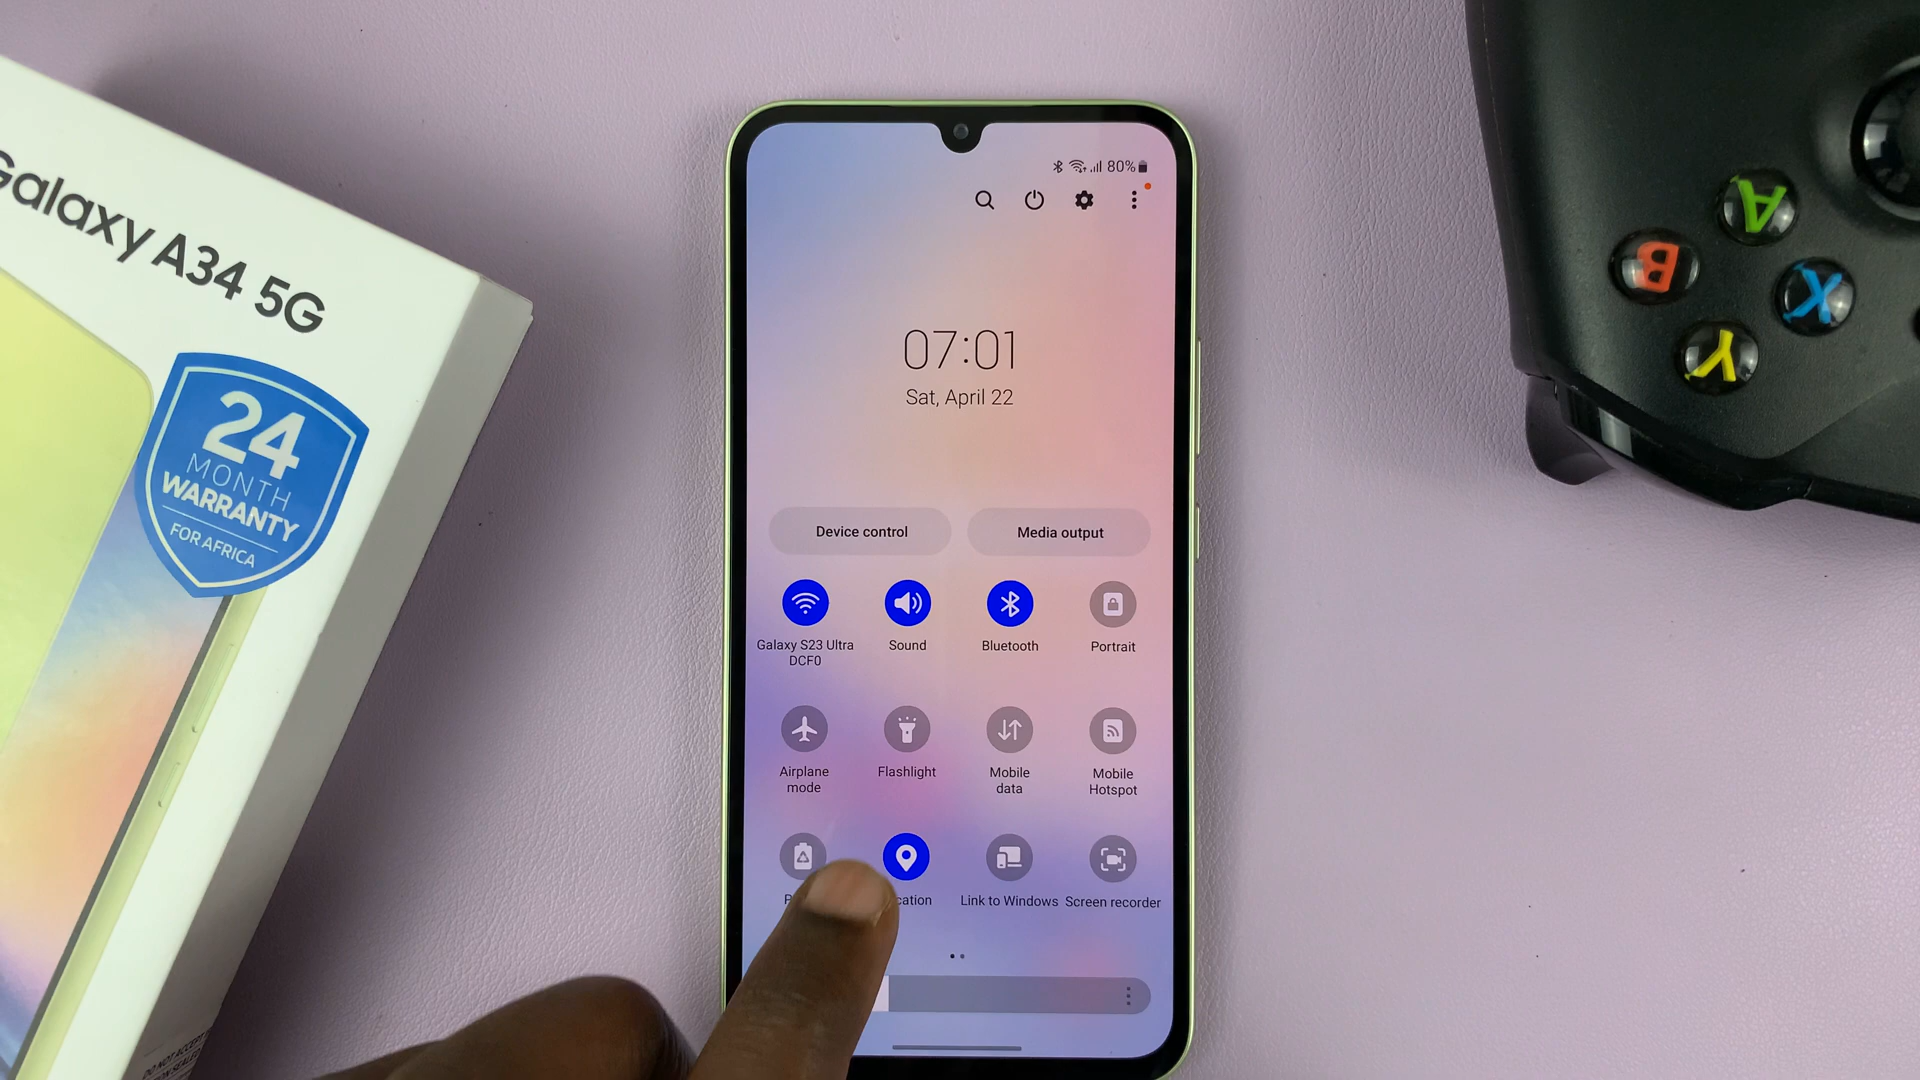 Galaxy A34 5G
24
MONTH
WARRANTY
FOR AFRICA
80%
07:01
Sat, April 22
Device control
Media output
Galaxy S23 Ultra
DCF0
Sound
Bluetooth
Portrait
Airplane
mode
Flashlight
Mobile
data
Mobile
Hotspot
Link to Windows
Screen recorder
A
B
X
Y